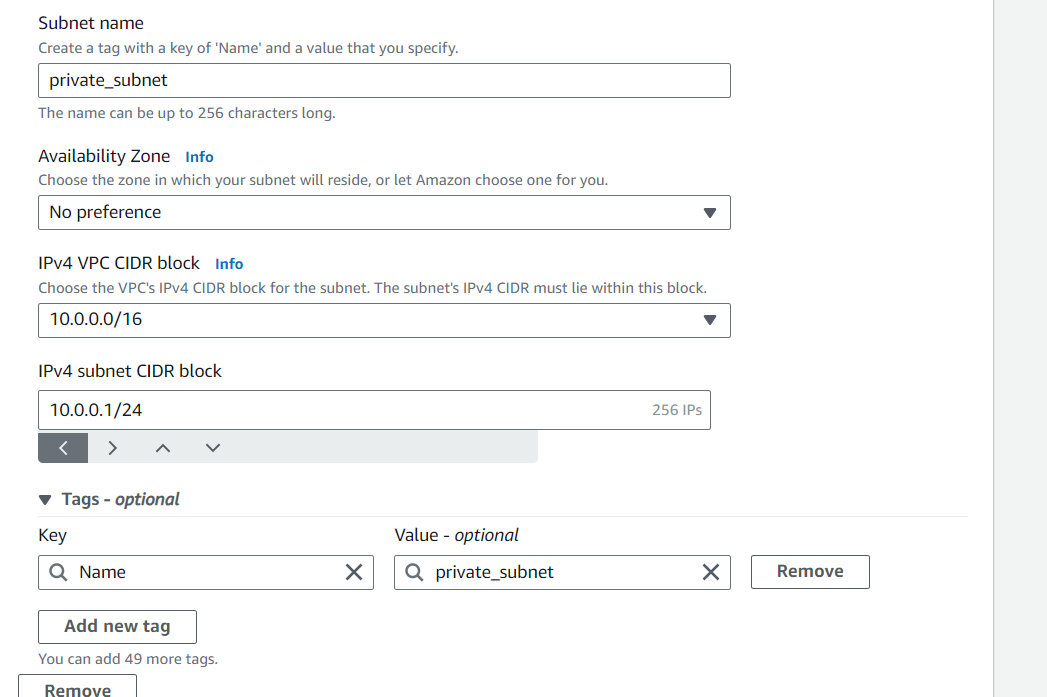 Subnet name
Create a tag with a key of 'Name' and a value that you specify.
private_subnet
The name can be up to 256 characters long.
Availability Zone Info
Choose the zone in which your subnet will reside, or let Amazon choose one for you.
No preference
IPv4 VPC CIDR block Info
Choose the VPC's IPv4 CIDR block for the subnet. The subnet's IPv4 CIDR must lie within this block.
10.0.0.0/16
IPv4 subnet CIDR block
10.0.0.1/24 256 IPs
Tags - optional
Key Value - optional
Name private_subnet Remove
Add new tag
You can add 49 more tags.
Remove